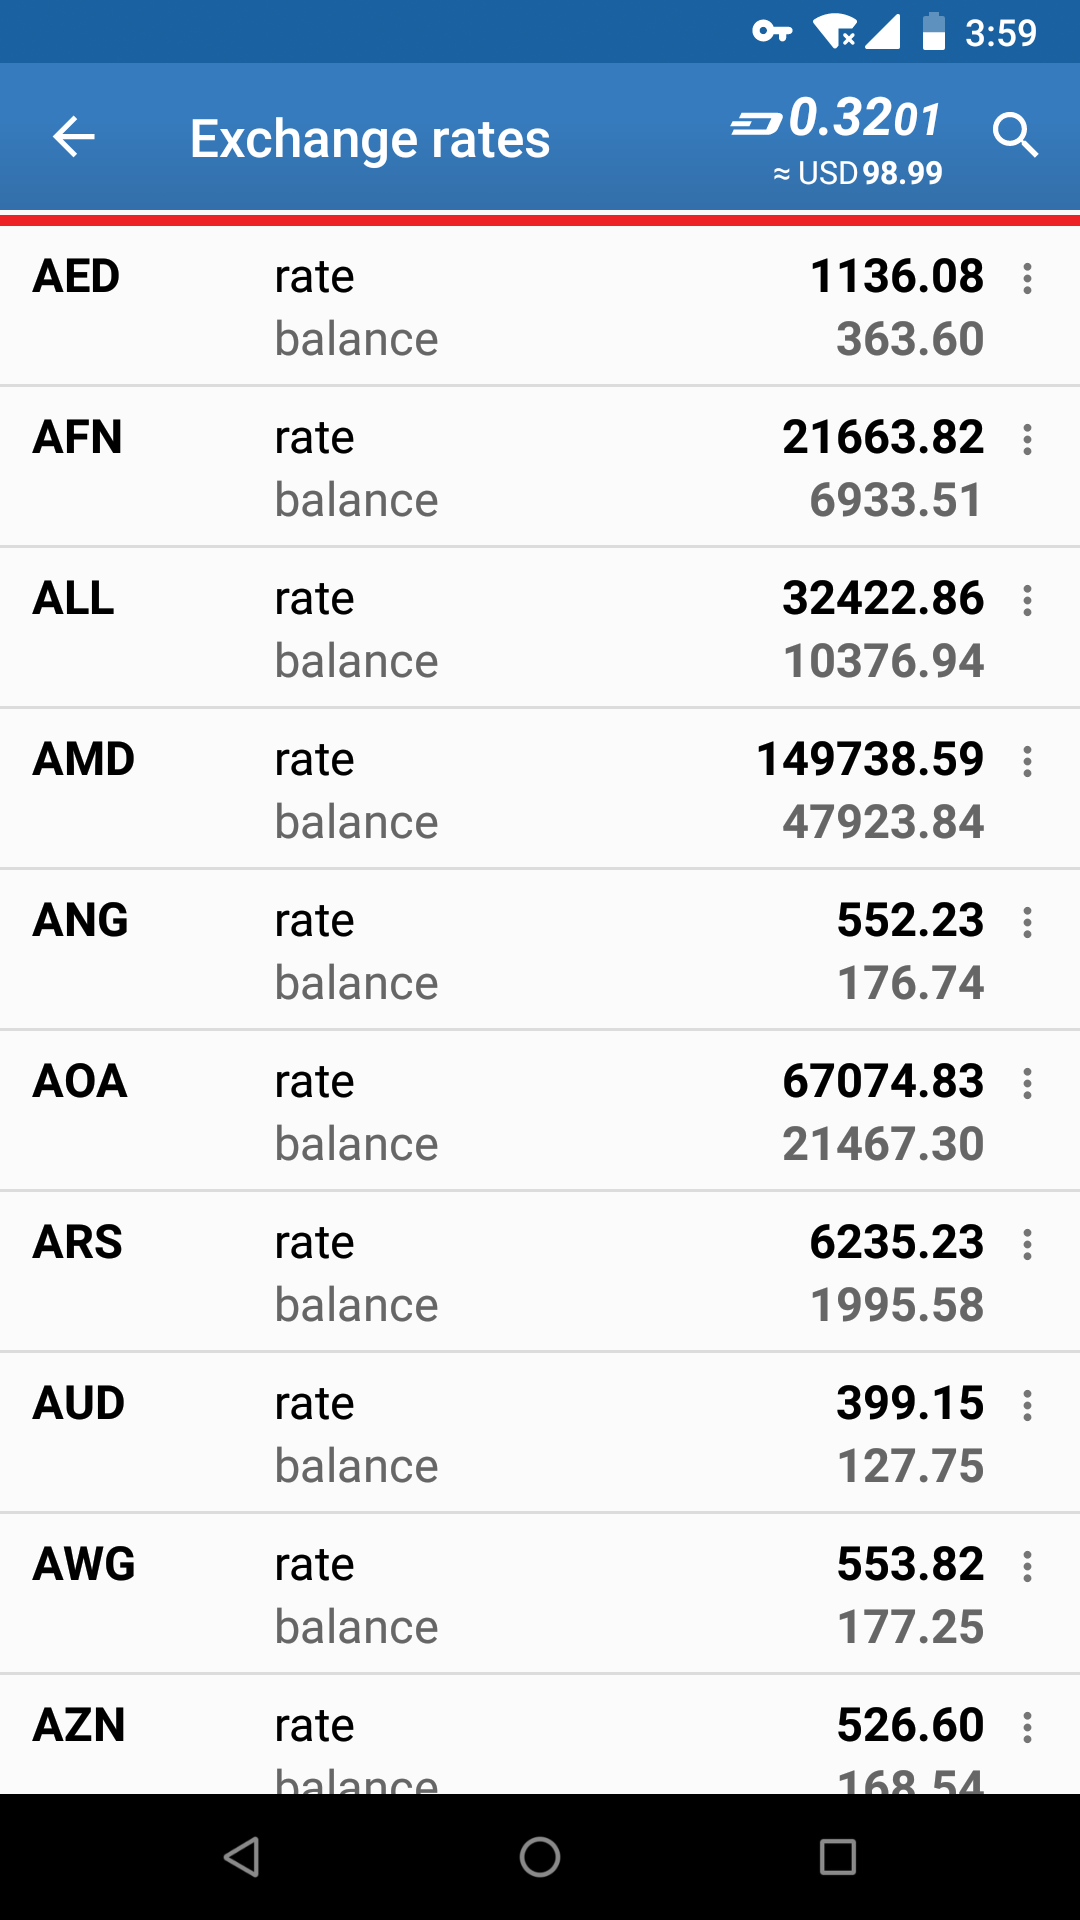 3:59
Exchange rates
0.3201
≈ USD 98.99
AED rate 1136.08
balance 363.60
AFN rate 21663.82
balance 6933.51
ALL rate 32422.86
balance 10376.94
AMD rate 149738.59
balance 47923.84
ANG rate 552.23
balance 176.74
AOA rate 67074.83
balance 21467.30
ARS rate 6235.23
balance 1995.58
AUD rate 399.15
balance 127.75
AWG rate 553.82
balance 177.25
AZN rate 526.60
balance 168.54